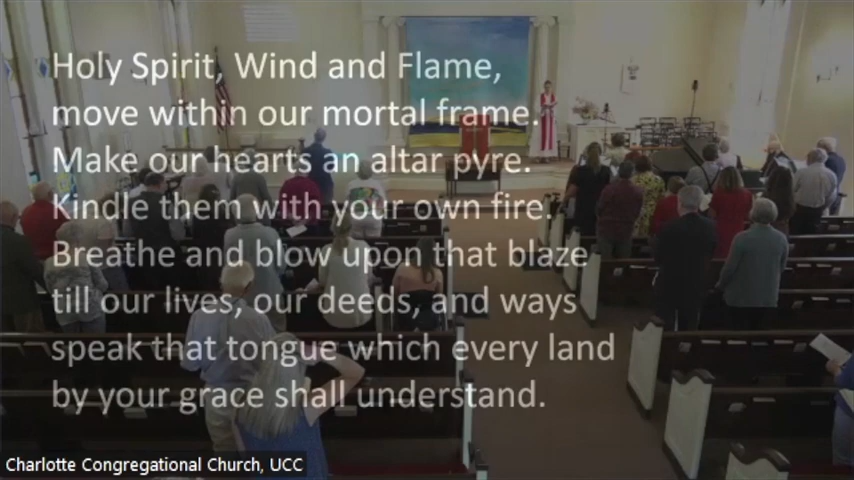 Holy Spirit, Wind and Flame,
move within our mortal frame.
Make our hearts an altar pyre.
Kindle them with your own fire.
Breathe and blow upon that blaze
till our lives, our deeds, and ways
speak that tongue which every land
by your grace shall understand.
Charlotte Congregational Church, UCC